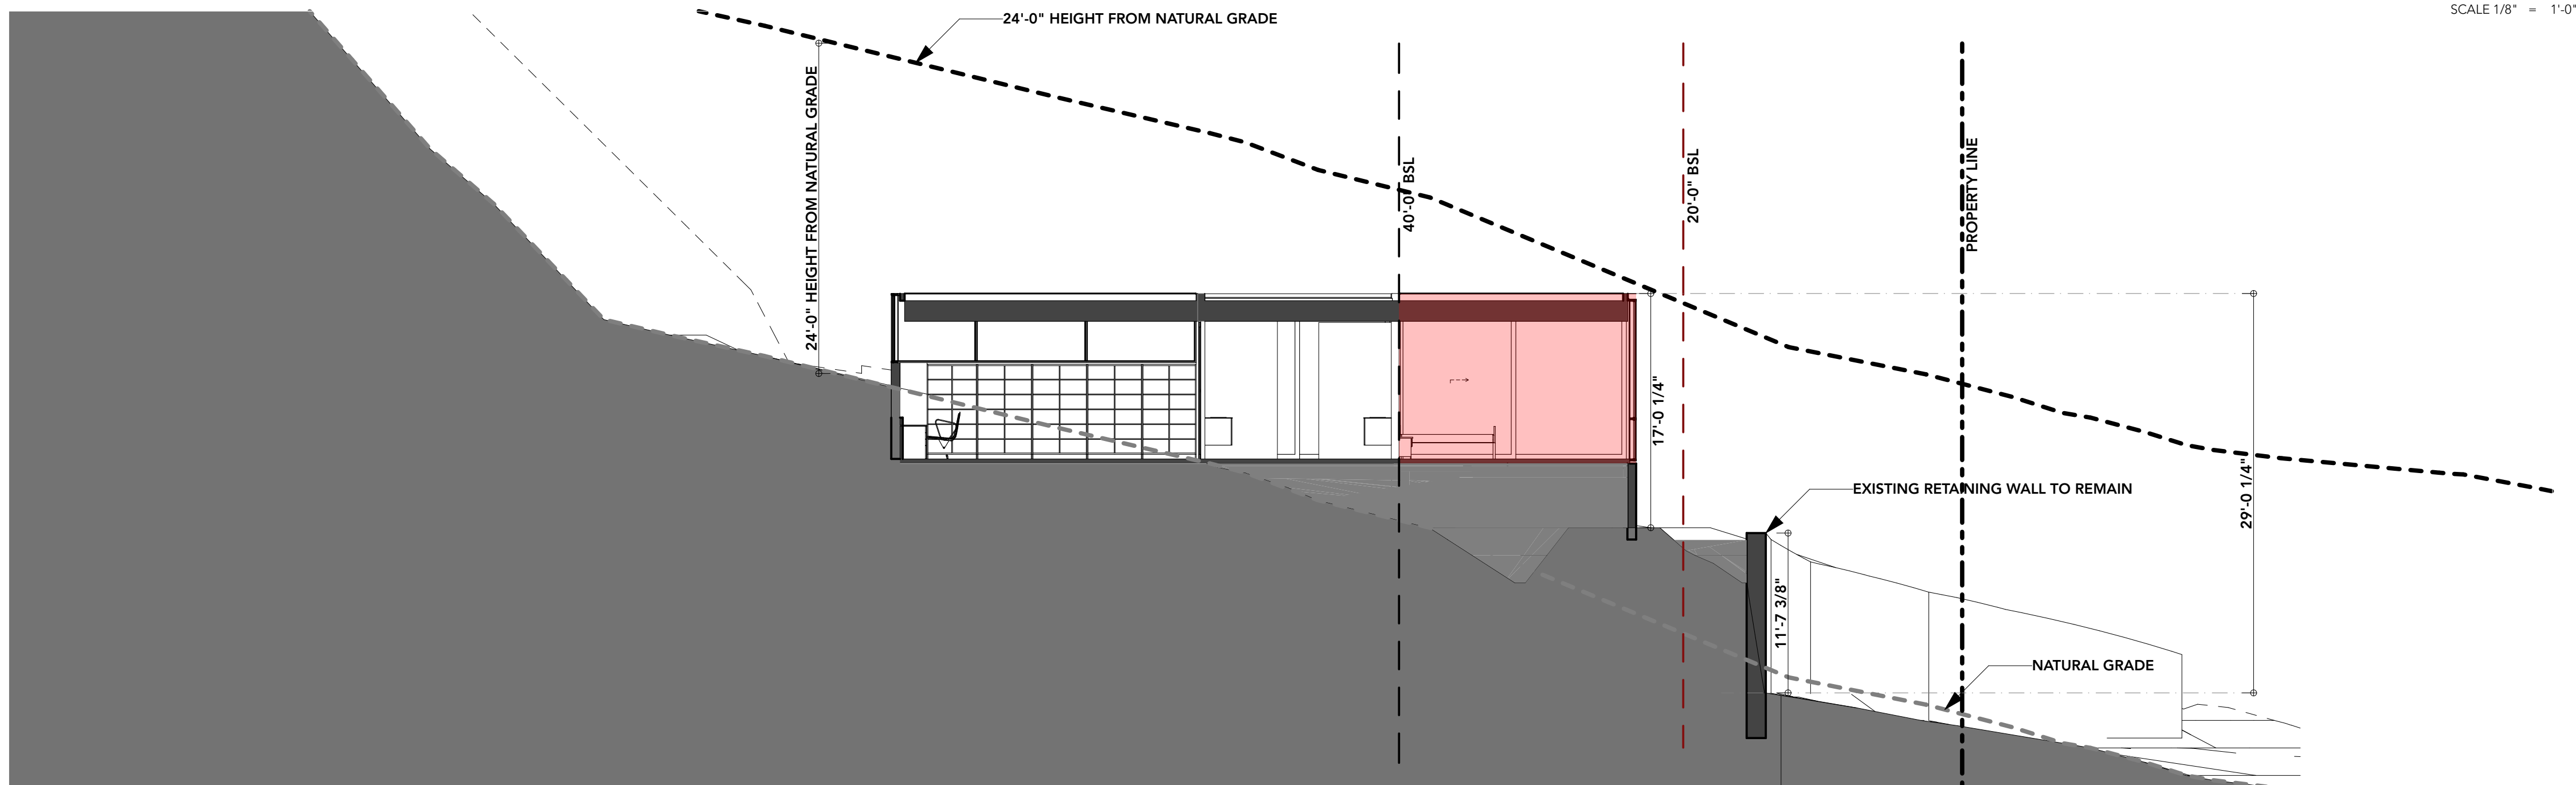 SCALE 1/8" = 1'-0"
24'-0" HEIGHT FROM NATURAL GRADE
24'-0" HEIGHT FROM NATURAL GRADE
40'-0" BSL
20'-0" BSL
PROPERTY LINE
17'-0 1/4"
29'-0 1/4"
EXISTING RETAINING WALL TO REMAIN
11'-7 3/8"
NATURAL GRADE